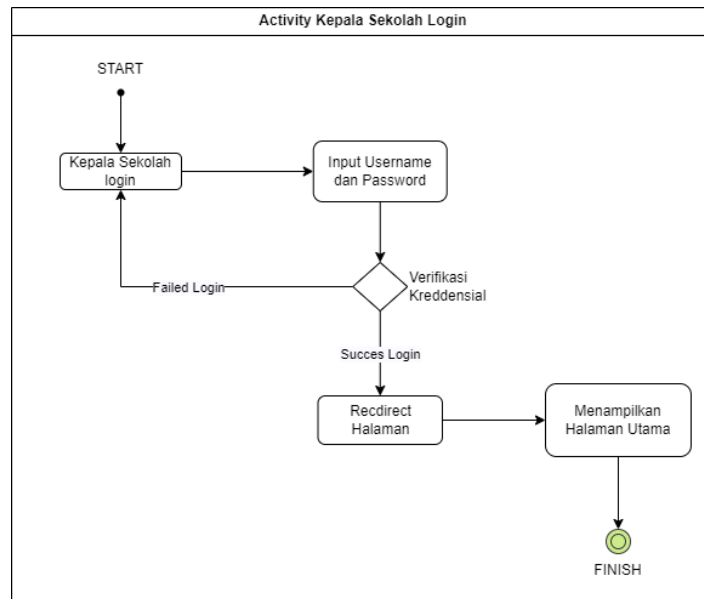 Activity Kepala Sekolah Login
START
Kepala Sekolah
login
Input Username
dan Password
Verifikasi
Kreddensial
Failed Login
Succes Login
Recdirect
Halaman
Menampilkan
Halaman Utama
FINISH